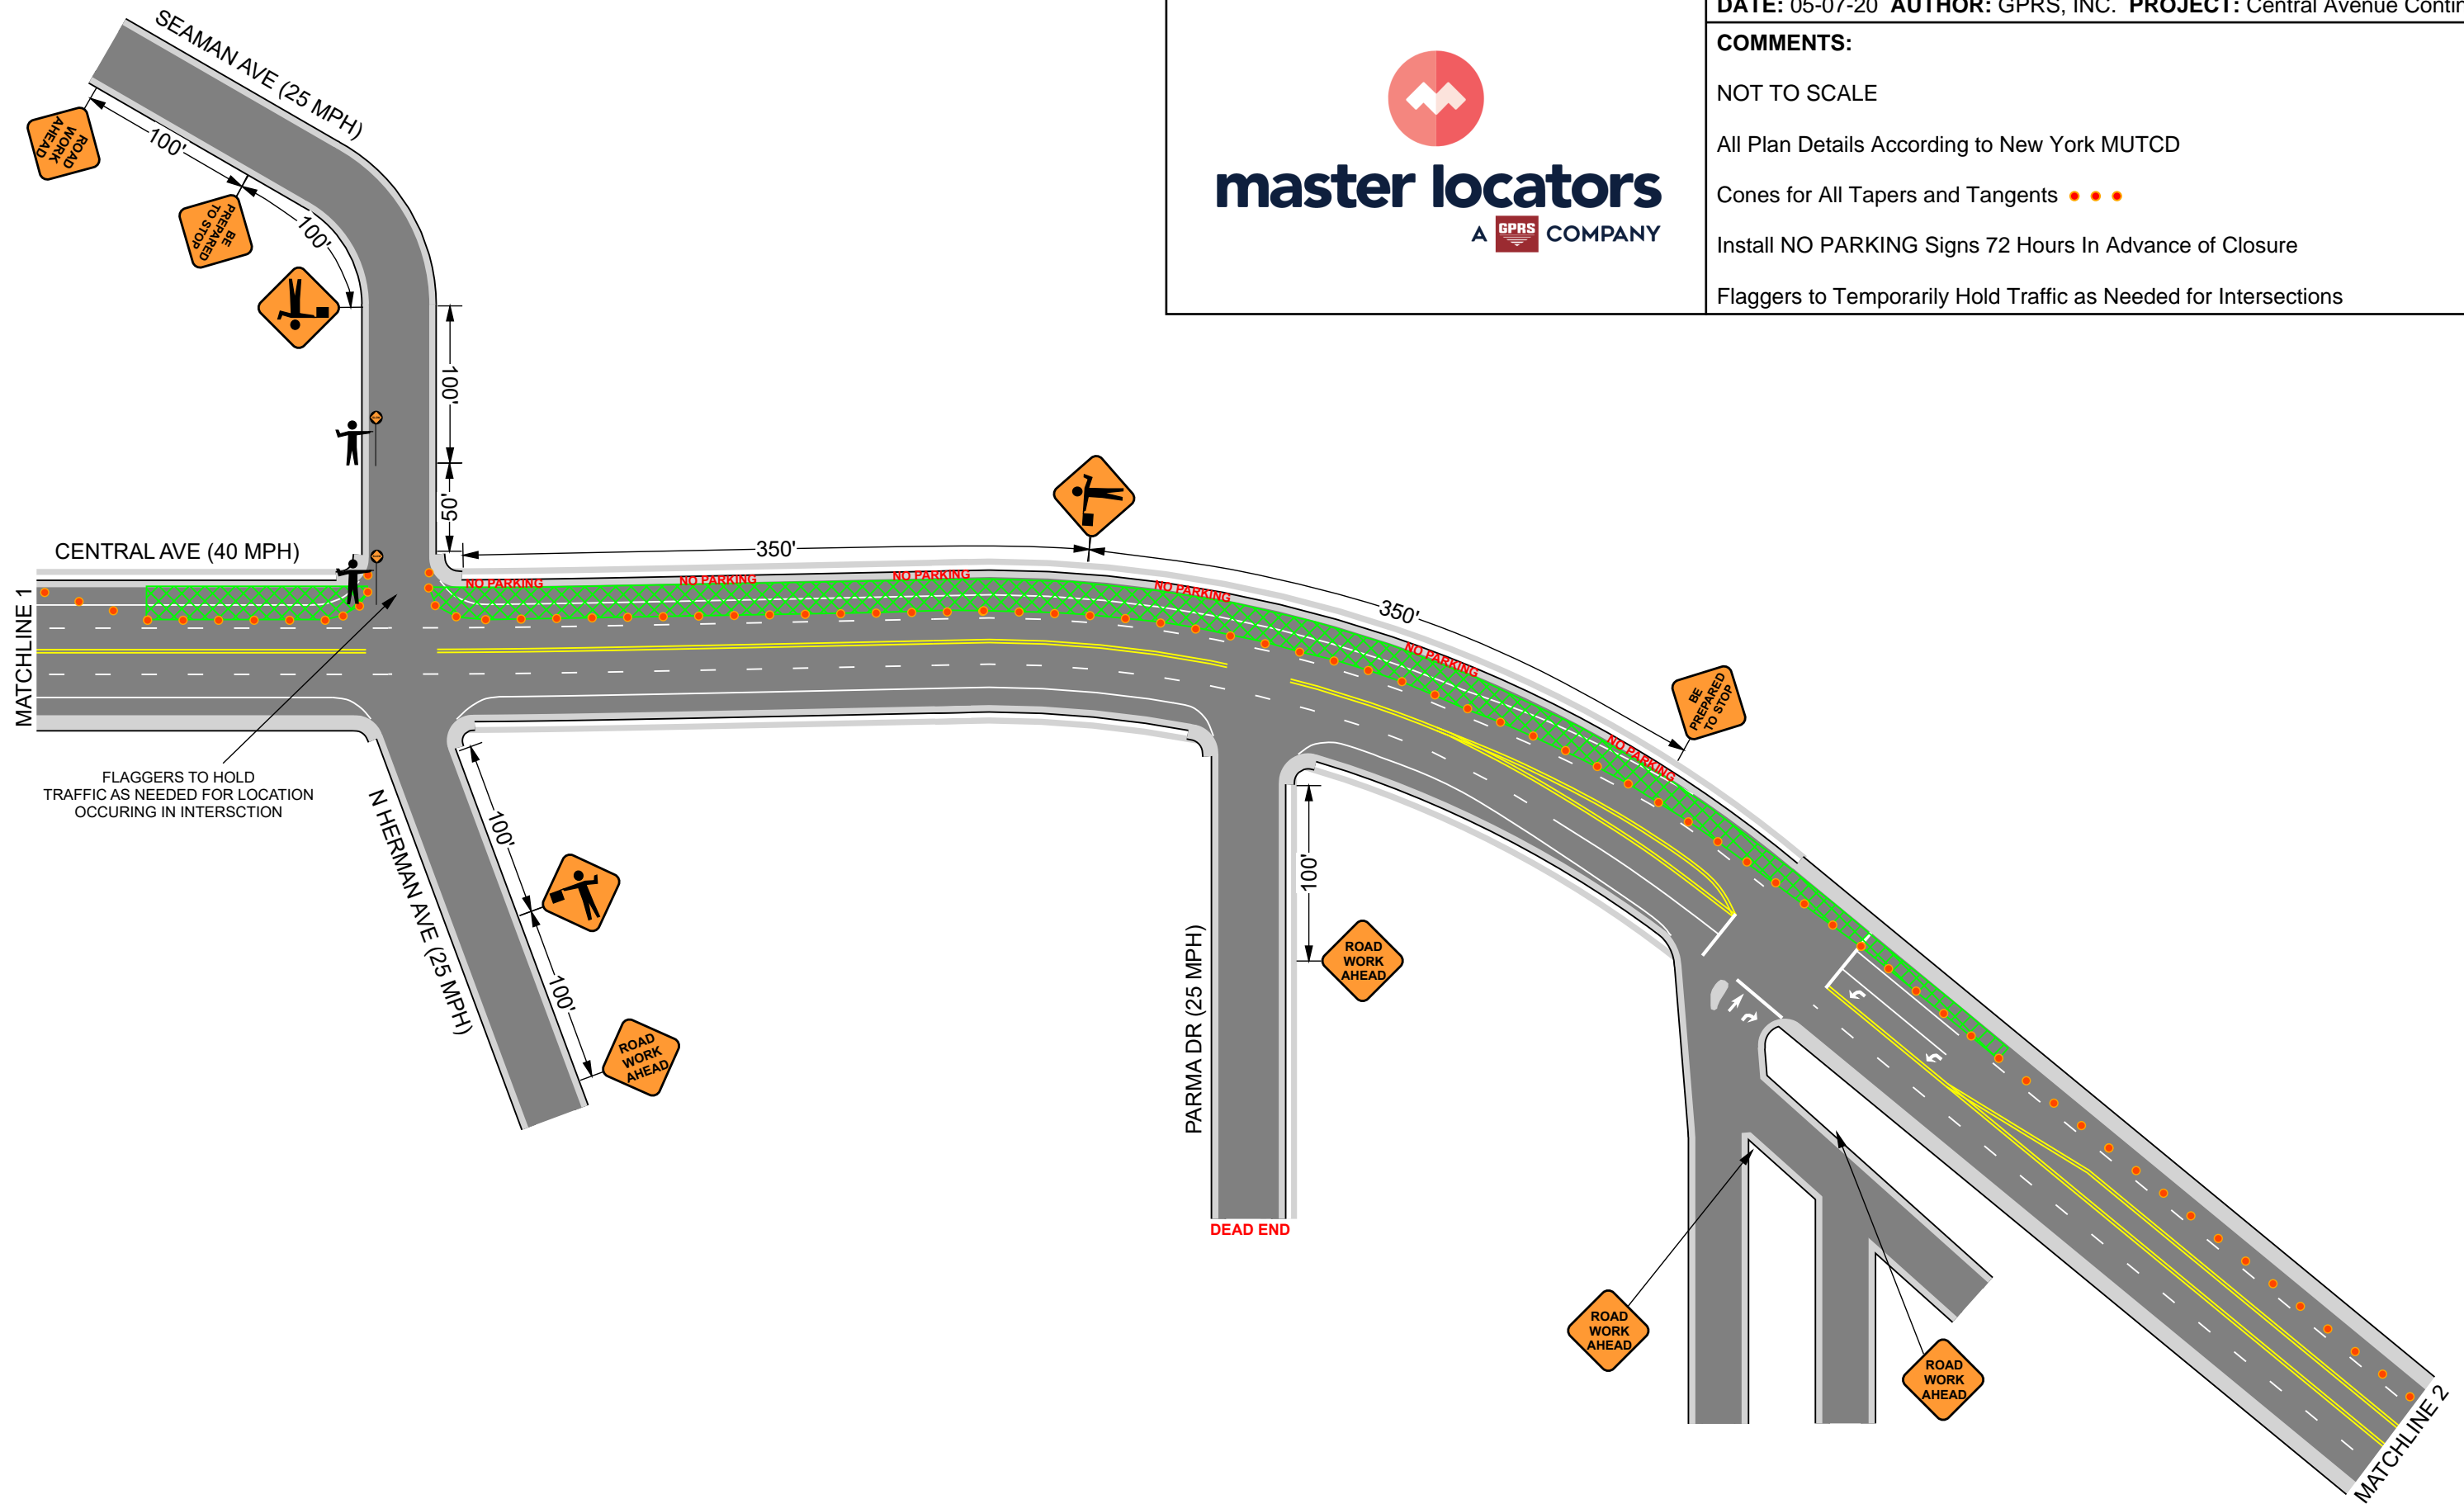 DATE: 05-07-20 AUTHOR: GPRS, INC. PROJECT: Central Avenue
COMMENTS:
NOT TO SCALE
All Plan Details According to New York MUTCD
Cones for All Tapers and Tangents
Install NO PARKING Signs 72 Hours In Advance of Closure
Flaggers to Temporarily Hold Traffic as Needed for Intersections
master locators
A GPRS COMPANY
SEAMAN AVE (25 MPH)
ROAD
WORK
AHEAD
100'
BE
PREPARED
TO STOP
100'
100'
50'
CENTRAL AVE (40 MPH)
MATCHLINE 1
350'
350'
NO PARKING
NO PARKING
NO PARKING
NO PARKING
NO PARKING
NO PARKING
BE
PREPARED
TO STOP
FLAGGERS TO HOLD
TRAFFIC AS NEEDED FOR LOCATION
OCCURING IN INTERSCTION
N HERMAN AVE (25 MPH)
100'
100'
ROAD
WORK
AHEAD
PARMA DR (25 MPH)
100'
ROAD
WORK
AHEAD
DEAD END
ROAD
WORK
AHEAD
ROAD
WORK
AHEAD
MATCHLINE 2